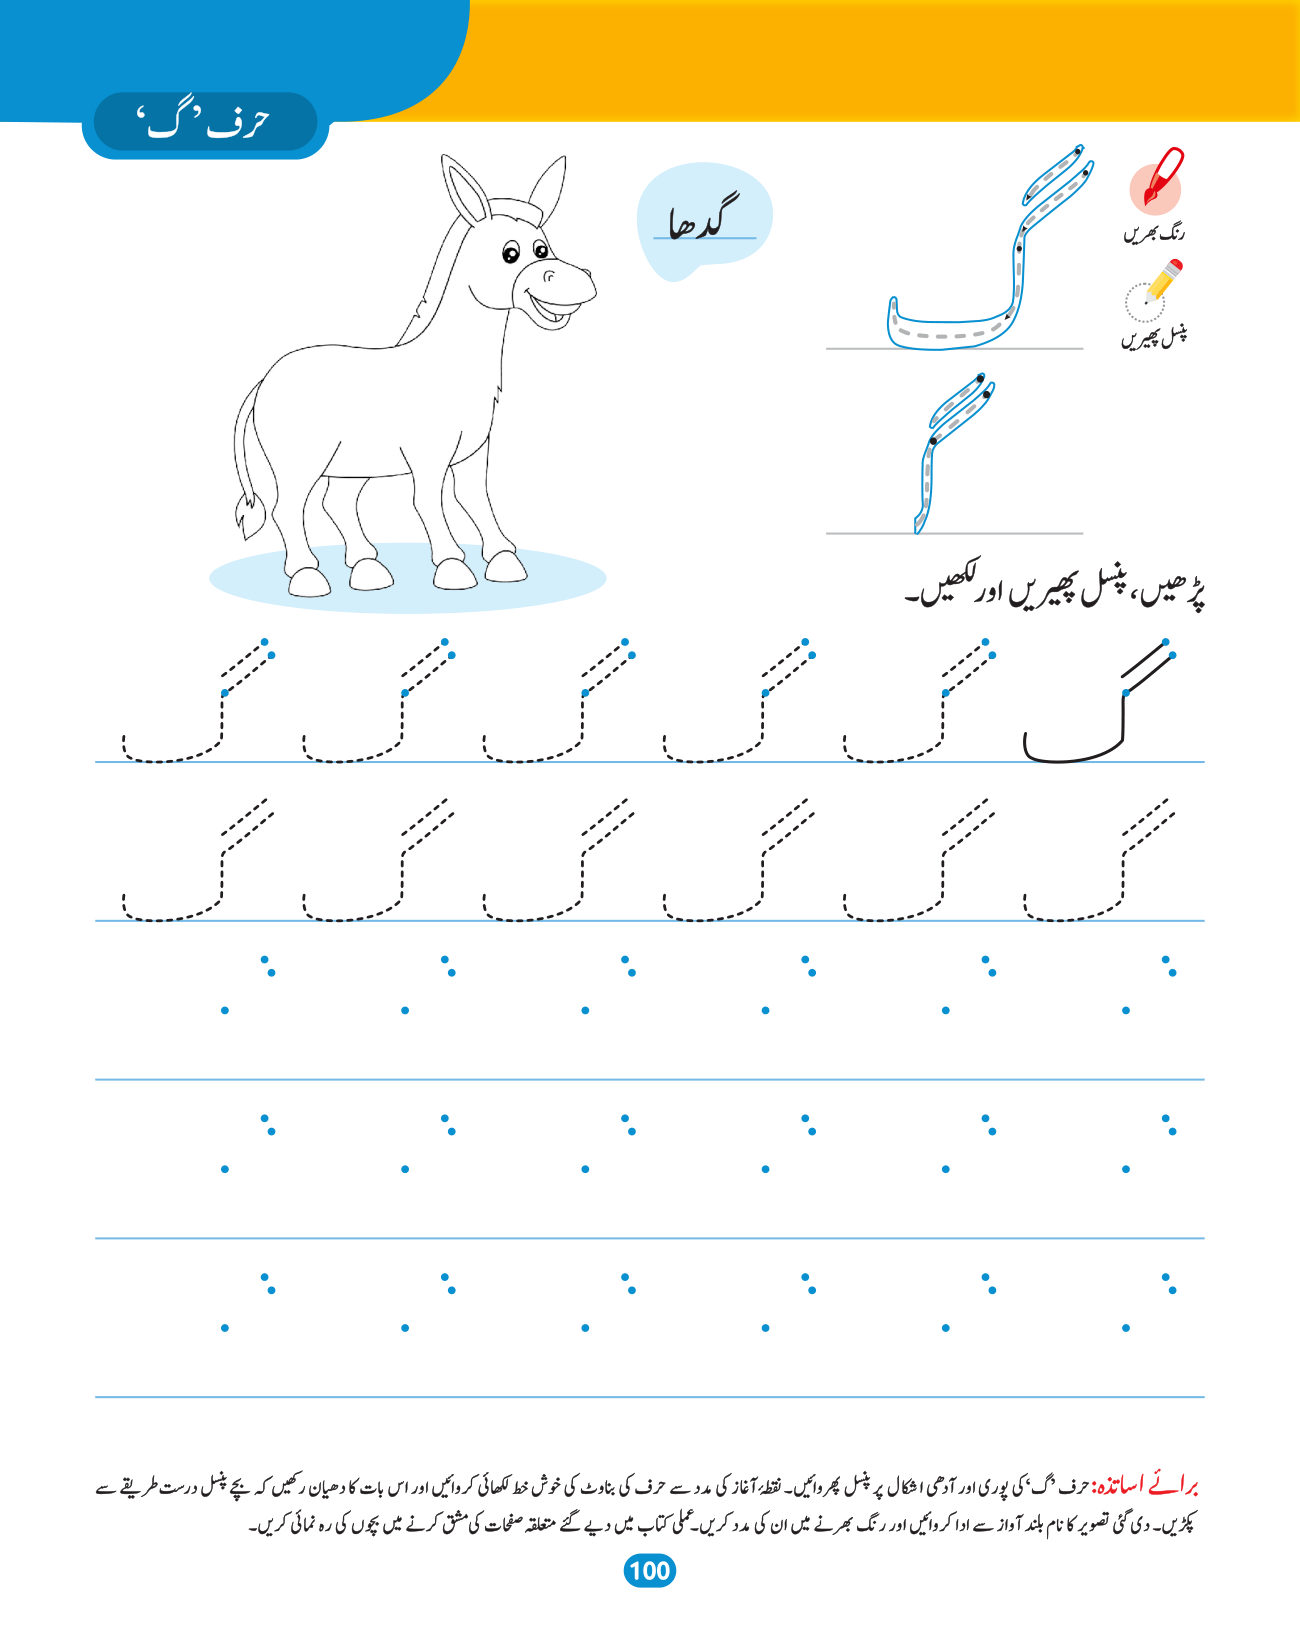 حرف ’گ‘
رنگ بھریں
پنسل پھیریں
گدھا
پڑھیں، پنسل پھیریں اور لکھیں۔
برائے اساتذہ: حرف ’گ‘ کی پوری اور آدھی اشکال پر پنسل پھروائیں۔ نقطۂ آغاز کی مدد سے حرف کی بناوٹ کی خوش خط لکھائی کروائیں اور اس بات کا دھیان رکھیں کہ بچے پنسل درست طریقے سے
پکڑیں۔ دی گئی تصویر کا نام بلند آواز سے ادا کروائیں اور رنگ بھرنے میں ان کی مدد کریں۔ عملی کتاب میں دیے گئے متعلقہ صفحات کی مشق کرنے میں بچوں کی رہ نمائی کریں۔
100